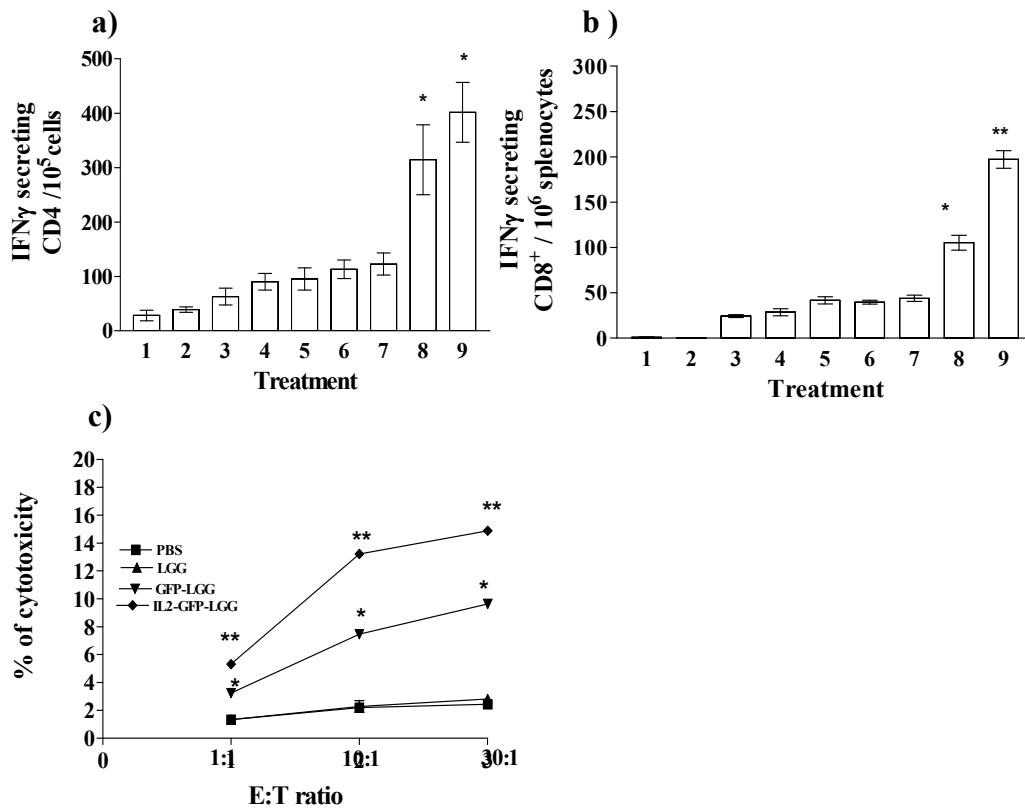 a)
IFNγ secreting
CD4 /10⁵ cells
500
400
300
200
100
0
*
*
1 2 3 4 5 6 7 8 9
Treatment
b )
IFNγ secreting
CD8⁺ / 10⁶ splenocytes
300
250
200
150
100
50
0
*
**
1 2 3 4 5 6 7 8 9
Treatment
c)
% of cytotoxicity
20
18
16
14
12
10
8
6
4
2
0
PBS
LGG
GFP-LGG
IL2-GFP-LGG
** ** **
* * *
0 1:1 10:1 30:1
E:T ratio